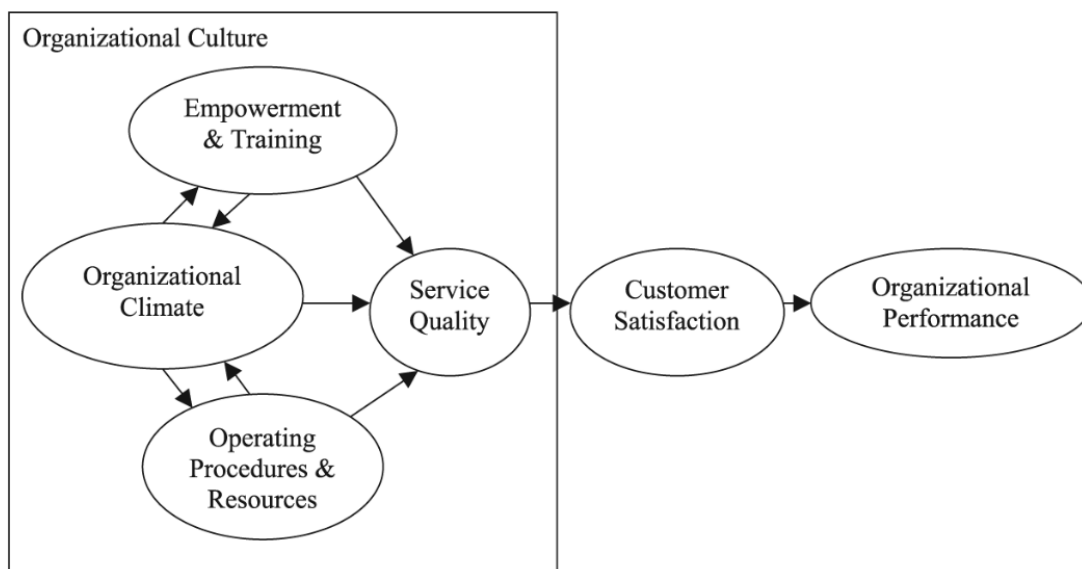 Organizational Culture
Empowerment
& Training
Organizational
Climate
Service
Quality
Customer
Satisfaction
Organizational
Performance
Operating
Procedures &
Resources